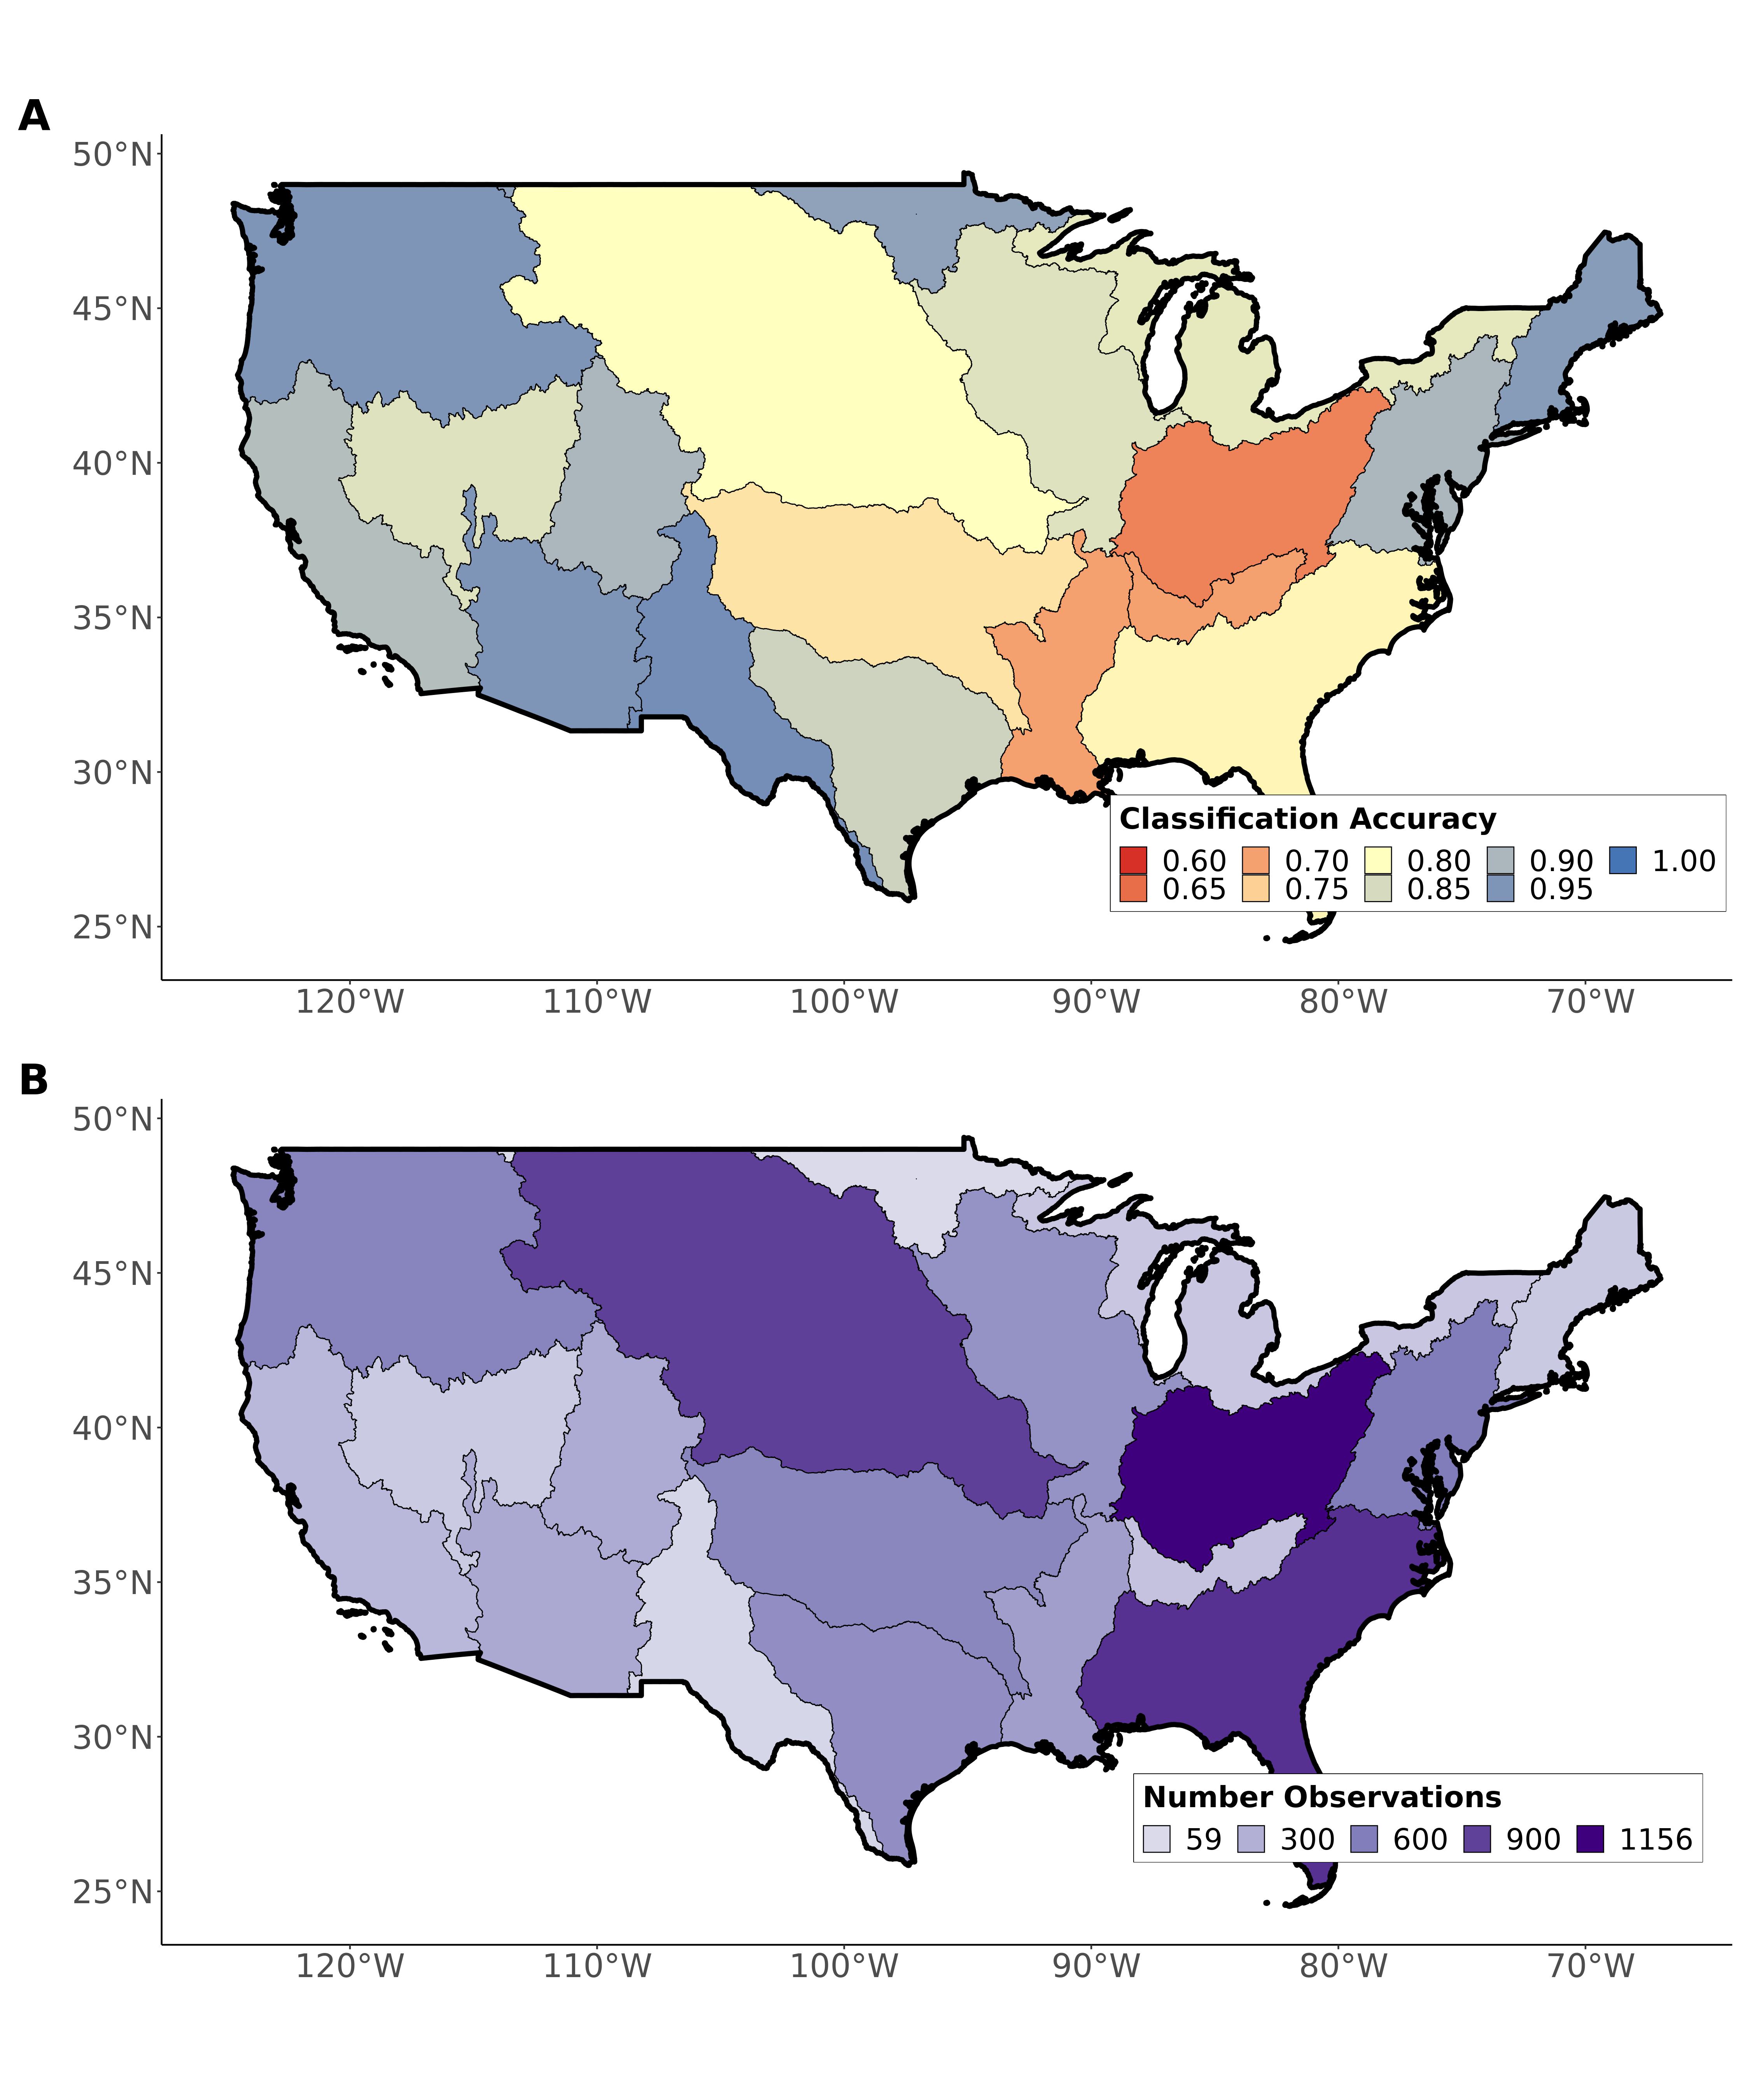 A
50°N
45°N
40°N
35°N
30°N
25°N
Classification Accuracy
0.60 0.70 0.80 0.90 1.00
0.65 0.75 0.85 0.95
120°W 110°W 100°W 90°W 80°W 70°W
B
50°N
45°N
40°N
35°N
30°N
25°N
Number Observations
59 300 600 900 1156
120°W 110°W 100°W 90°W 80°W 70°W